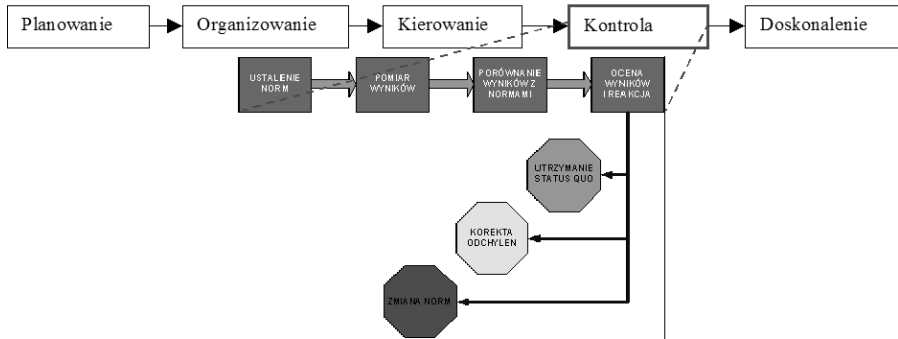 Planowanie
Organizowanie
Kierowanie
Kontrola
Doskonalenie
USTALENIE
NORM
POMIAR
WYNIKÓW
PORÓWNANIE
WYNIKÓW Z
NORMAMI
OCENA
WYNIKÓW
I REAKCJA
UTRZYMANIE
STATUS QUO
KOREKTA
ODCHYLEN
ZMIANA NORM